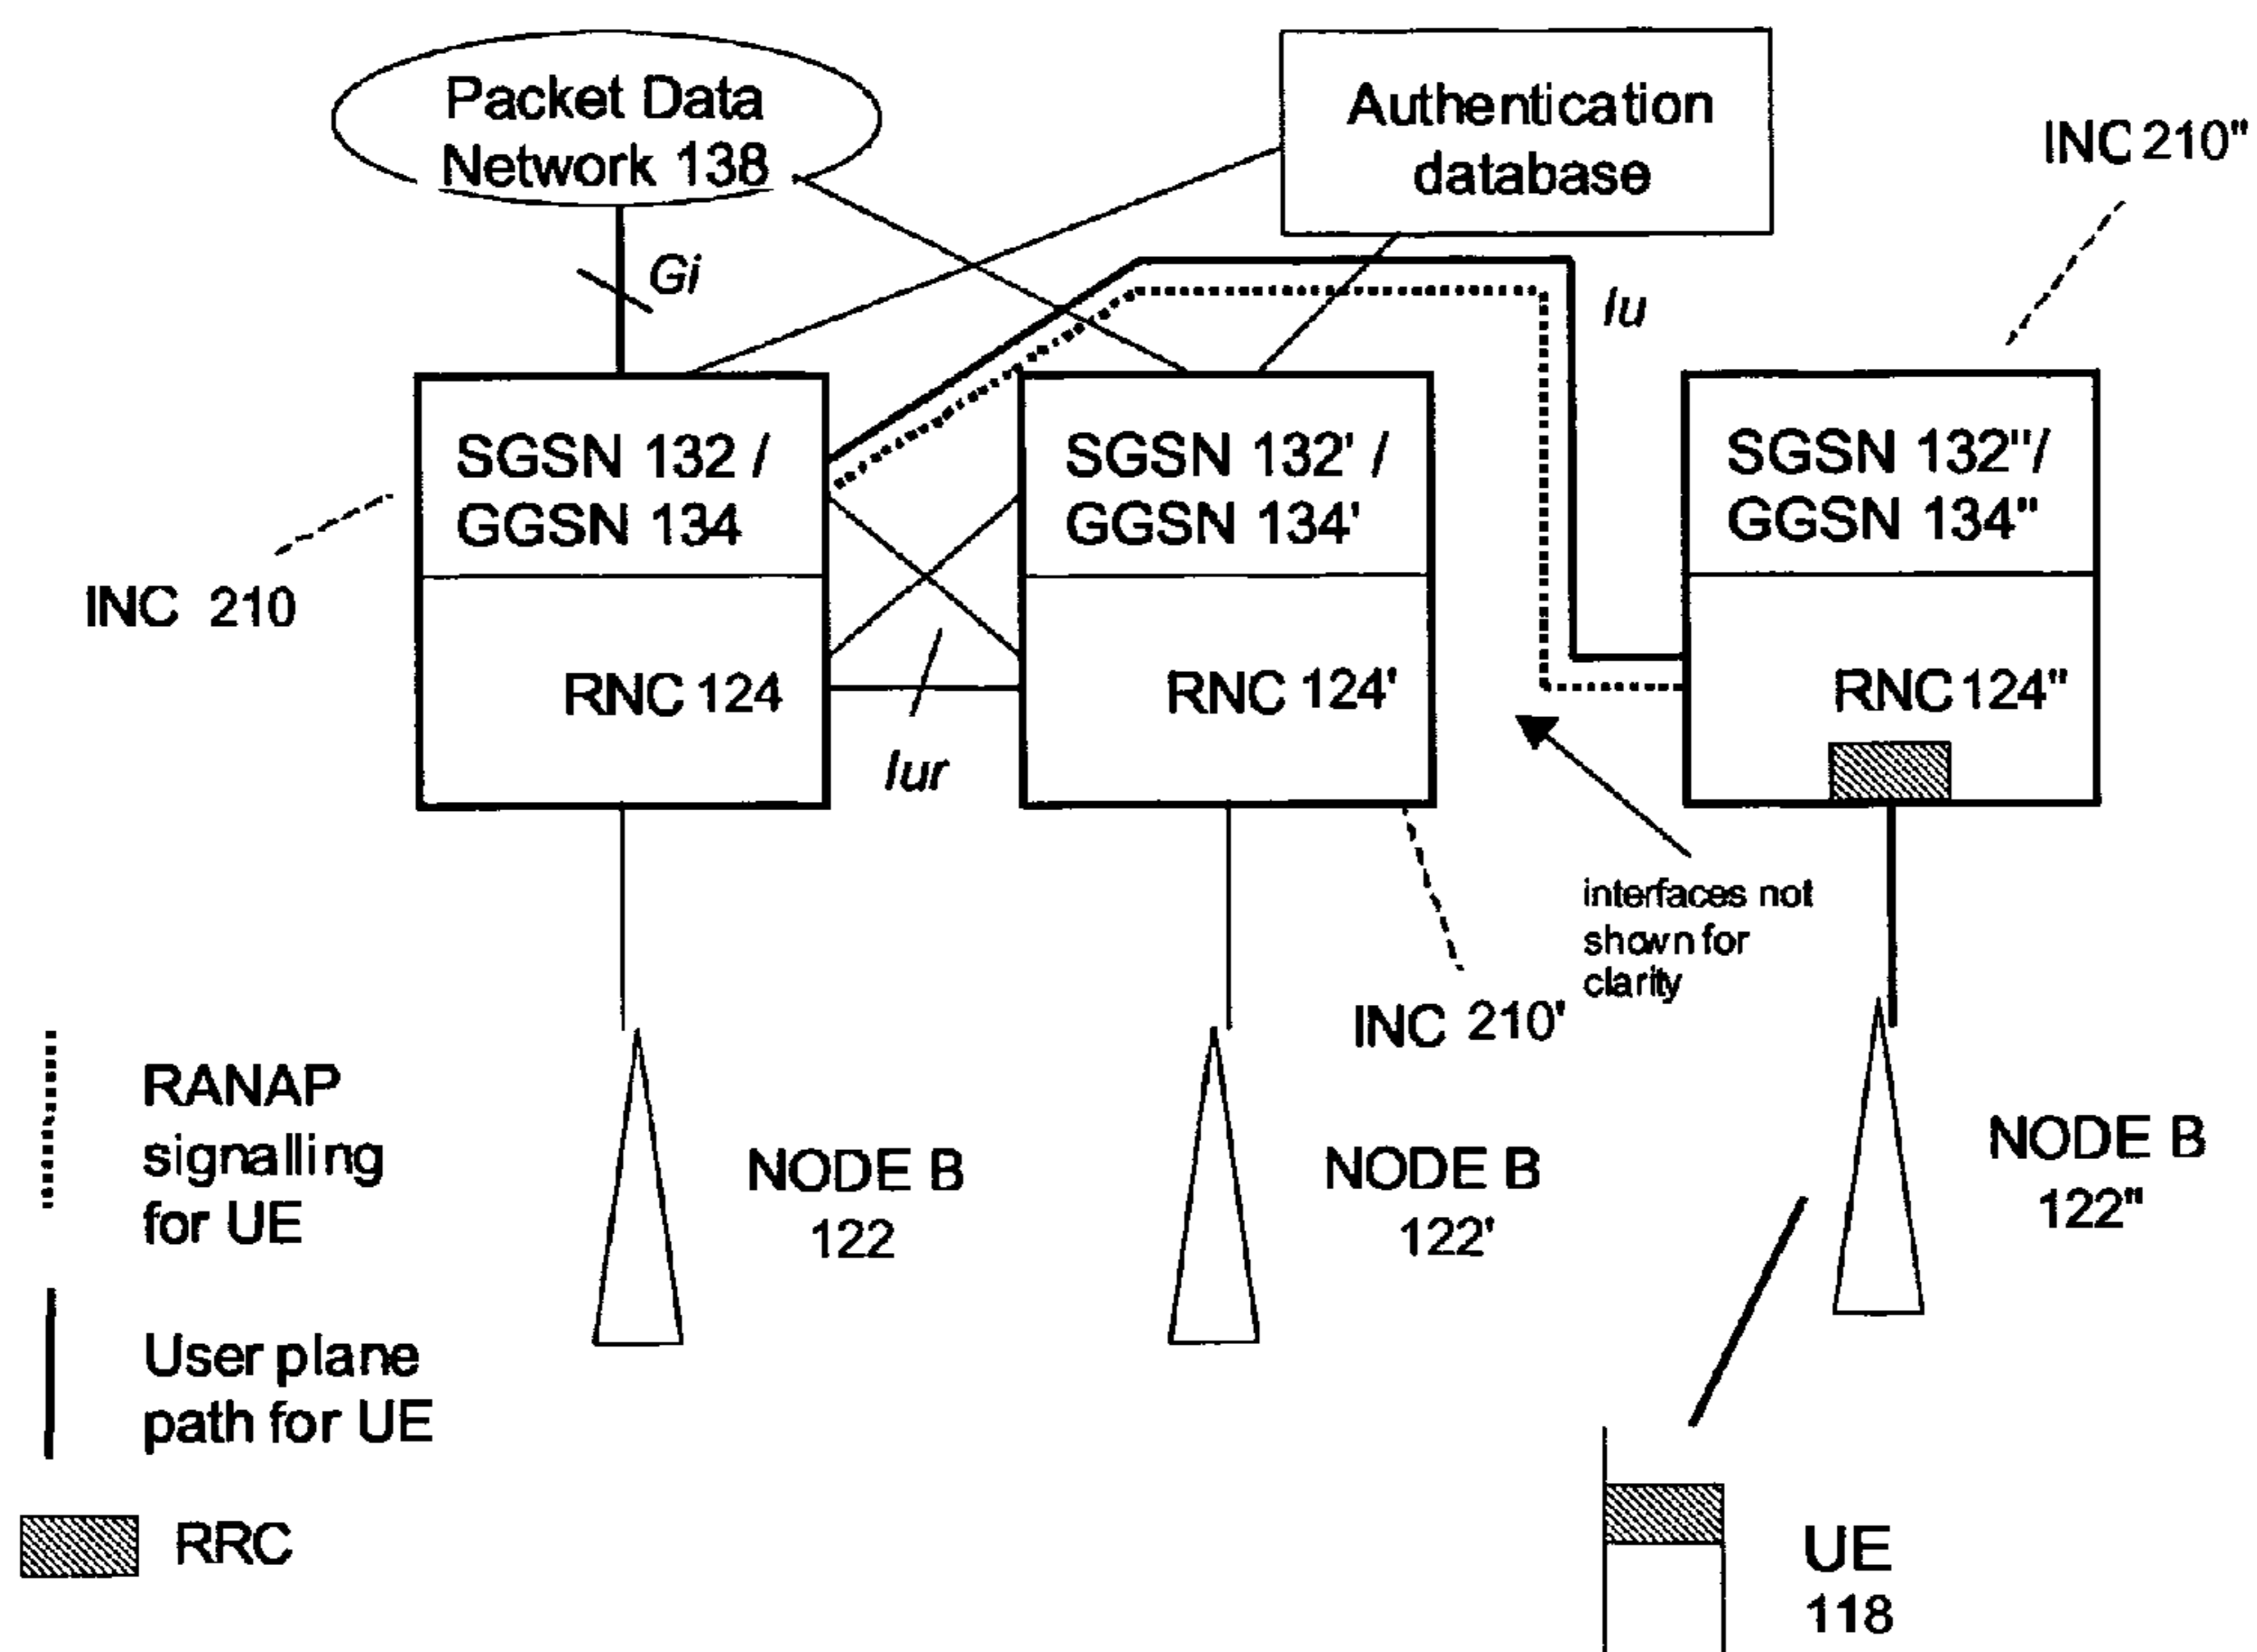 Packet Data
Network 138
Authentication
database
INC 210"
Gi
Iu
SGSN 132 /
GGSN 134
SGSN 132' /
GGSN 134'
SGSN 132"/
GGSN 134"
INC 210
RNC 124
RNC 124'
RNC 124"
Iur
interfaces not
shown for
clarity
INC 210'
RANAP
signalling
for UE
NODE B
122
NODE B
122'
NODE B
122"
User plane
path for UE
RRC
UE
118